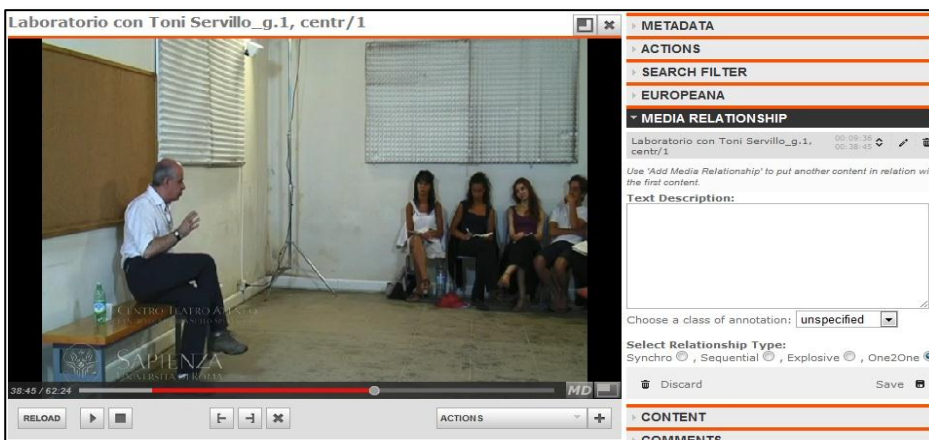 Laboratorio con Toni Servillo_g.1, centr/1
CENTRO TEATRO ATENEO
SAPIENZA
UNIVERSITÀ DI ROMA
38:45 / 62:24
MD
RELOAD
ACTIONS
METADATA
ACTIONS
SEARCH FILTER
EUROPEANA
MEDIA RELATIONSHIP
Laboratorio con Toni Servillo_g.1,
centr/1
00:09:36
00:38:45
Use 'Add Media Relationship' to put another content in relation wi
the first content.
Text Description:
Choose a class of annotation: unspecified
Select Relationship Type:
Synchro , Sequential , Explosive , One2One
Discard
Save
CONTENT
COMMENTS